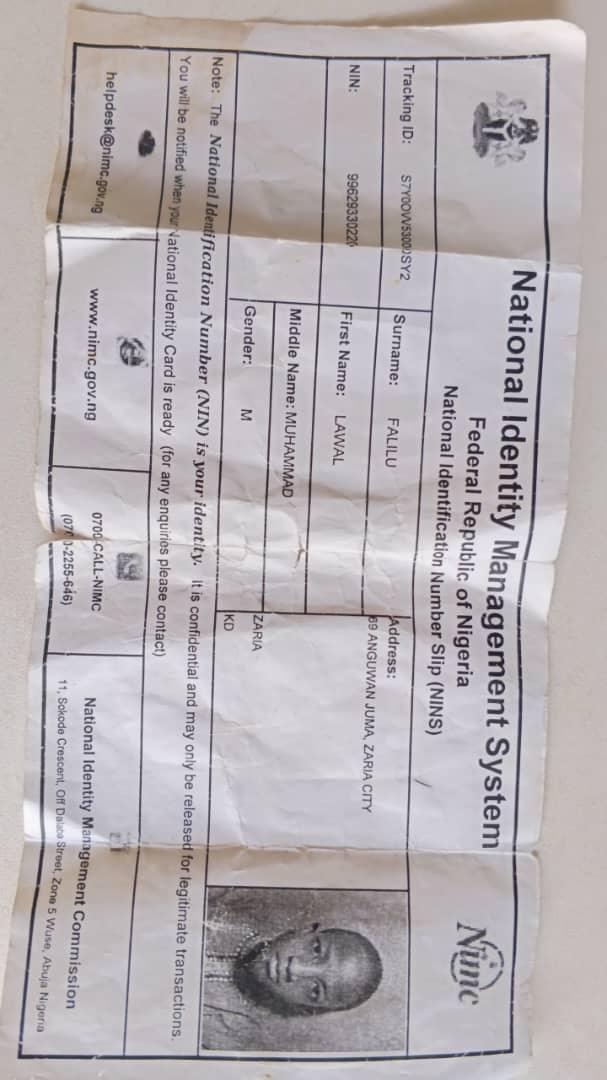 National Identity Management System
Federal Republic of Nigeria
National Identification Number Slip (NINS)
Nimc
Tracking ID:
Surname: FALILU
Address:
69 ANGUWAN JUMA, ZARIA CITY
NIN: 99629330220
First Name: LAWAL
Middle Name: MUHAMMAD
Gender: M
ZARIA
KD
Note: The National Identification Number (NIN) is your identity. It is confidential and may only be released for legitimate transactions.
You will be notified when your National Identity Card is ready (for any enquiries please contact)
helpdesk@nimc.gov.ng
www.nimc.gov.ng
0700-CALL-NIMC
(0700-2255-646)
National Identity Management Commission
11, Sokode Crescent, Off Dalaba Street, Zone 5 Wuse, Abuja Nigeria